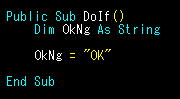 Public Sub DoIf()
    Dim OkNg As String
    OkNg = "OK"
End Sub